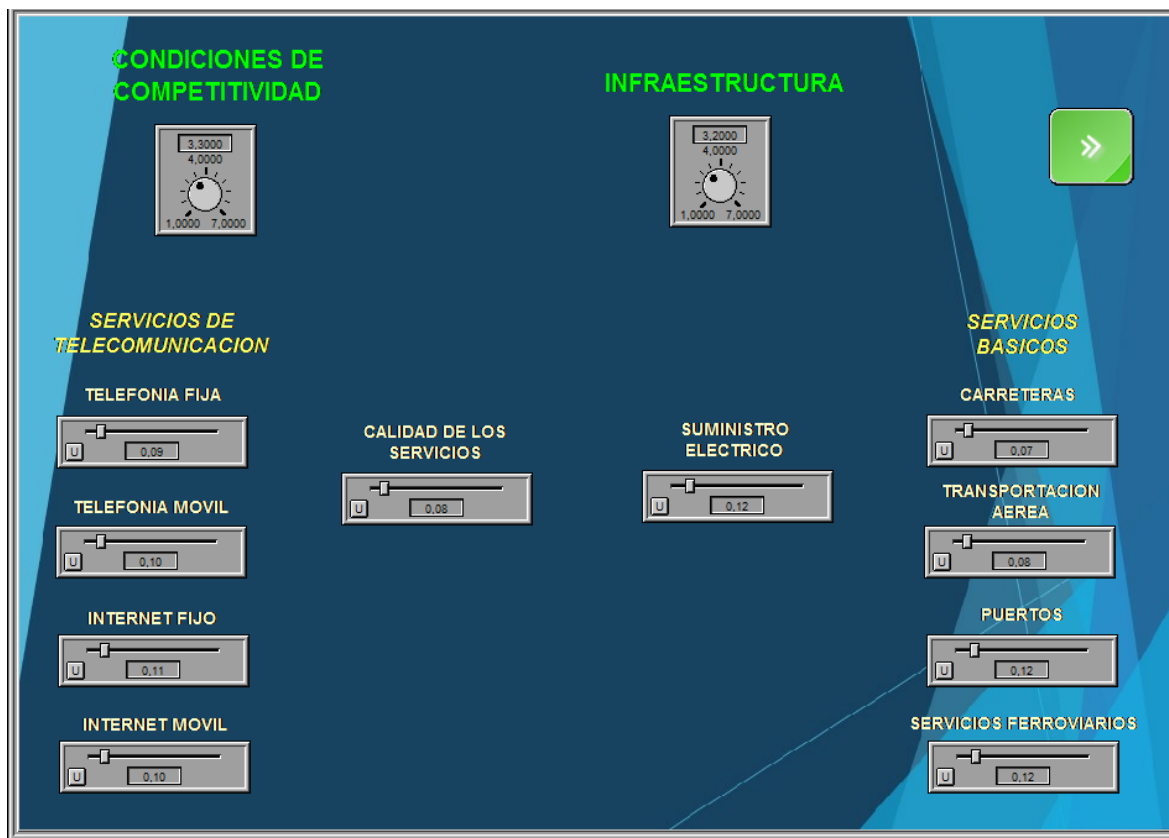 CONDICIONES DE
COMPETITIVIDAD
3,3000
4,0000
1,0000 7,0000
INFRAESTRUCTURA
3,2000
4,0000
1,0000 7,0000
SERVICIOS DE
TELECOMUNICACION
TELEFONIA FIJA
U 0,09
TELEFONIA MOVIL
U 0,10
INTERNET FIJO
U 0,11
INTERNET MOVIL
U 0,10
CALIDAD DE LOS
SERVICIOS
U 0,08
SUMINISTRO
ELECTRICO
U 0,12
SERVICIOS
BASICOS
CARRETERAS
U 0,07
TRANSPORTACION
AEREA
U 0,08
PUERTOS
U 0,12
SERVICIOS FERROVIARIOS
U 0,12